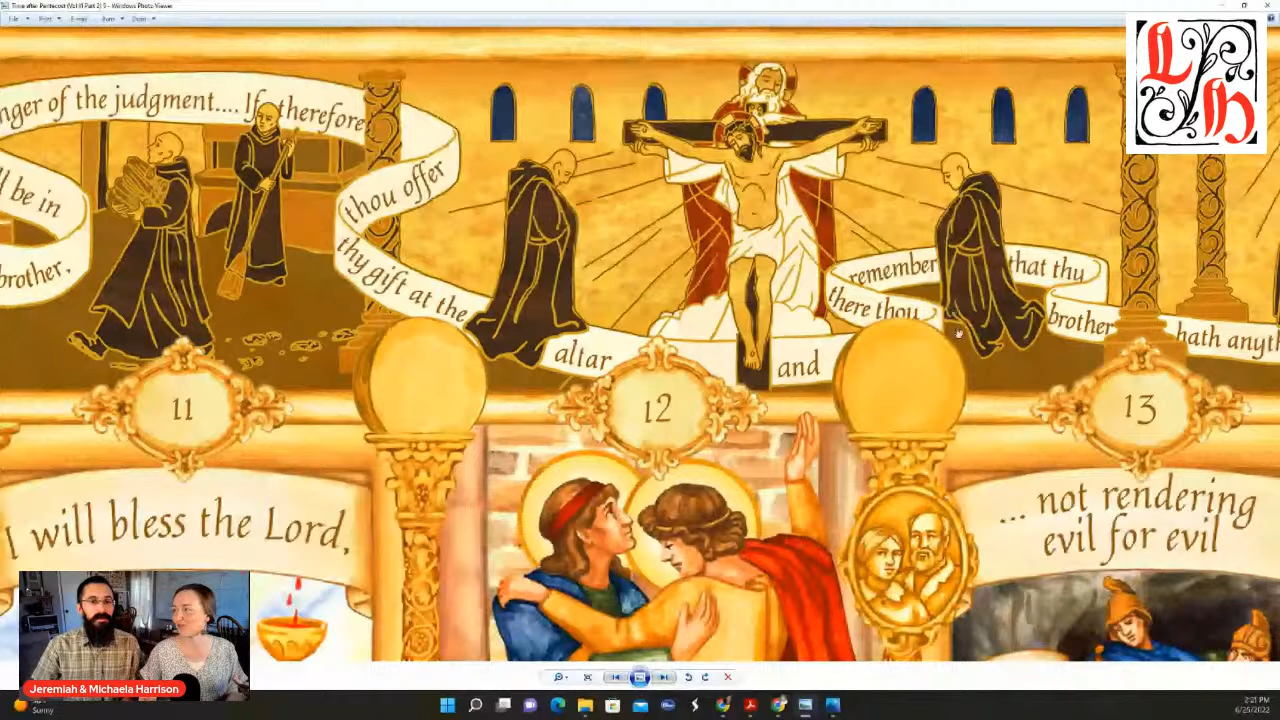 Time after Pentecost (Vol III Part 2) 5 - Windows Photo Viewer
File Print E-mail Burn Open
LH
nger of the judgment.... If therefore
thou offer
thy gift at the
altar and
there thou
remember
that thy
brother
hath anyth
ll be in
brother,
11
12
13
I will bless the Lord,
... not rendering
evil for evil
Jeremiah & Michaela Harrison
Sunny
2:21 PM
6/25/2022